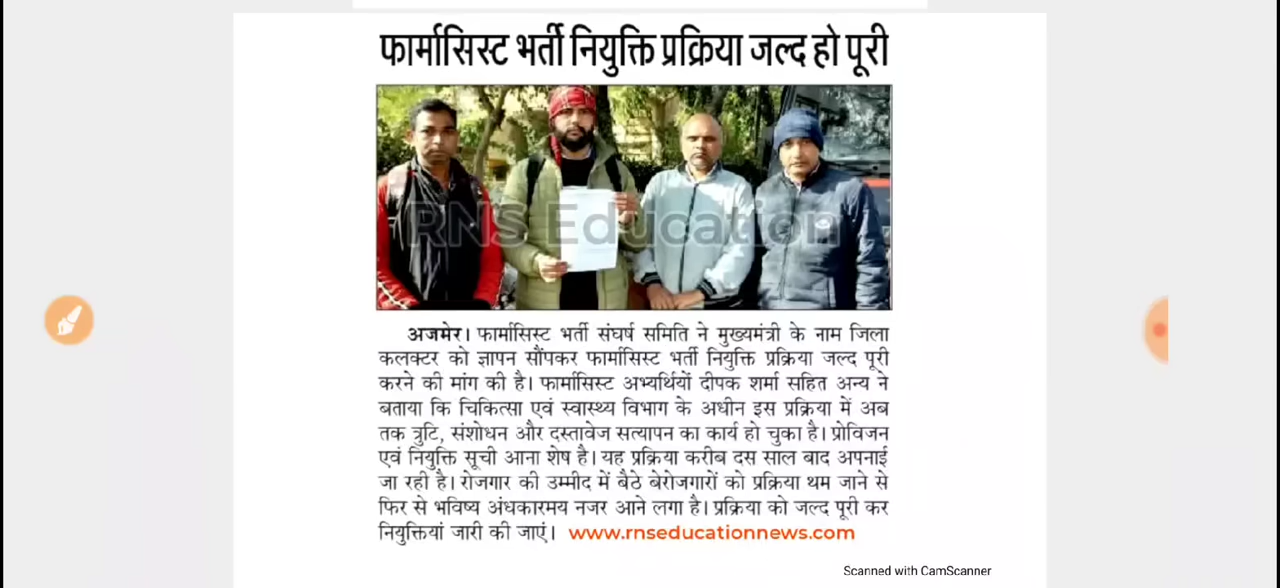 फार्मासिस्ट भर्ती नियुक्ति प्रक्रिया जल्द हो पूरी
RNS Education
अजमेर। फार्मासिस्ट भर्ती संघर्ष समिति ने मुख्यमंत्री के नाम जिला
कलक्टर को ज्ञापन सौंपकर फार्मासिस्ट भर्ती नियुक्ति प्रक्रिया जल्द पूरी
करने की मांग की है। फार्मासिस्ट अभ्यर्थियों दीपक शर्मा सहित अन्य ने
बताया कि चिकित्सा एवं स्वास्थ्य विभाग के अधीन इस प्रक्रिया में अब
तक त्रुटि, संशोधन और दस्तावेज सत्यापन का कार्य हो चुका है। प्रोविजन
एवं नियुक्ति सूची आना शेष है। यह प्रक्रिया करीब दस साल बाद अपनाई
जा रही है। रोजगार की उम्मीद में बैठे बेरोजगारों को प्रक्रिया थम जाने से
फिर से भविष्य अंधकारमय नजर आने लगा है। प्रक्रिया को जल्द पूरी कर
नियुक्तियां जारी की जाएं। www.rnseducationnews.com
Scanned with CamScanner